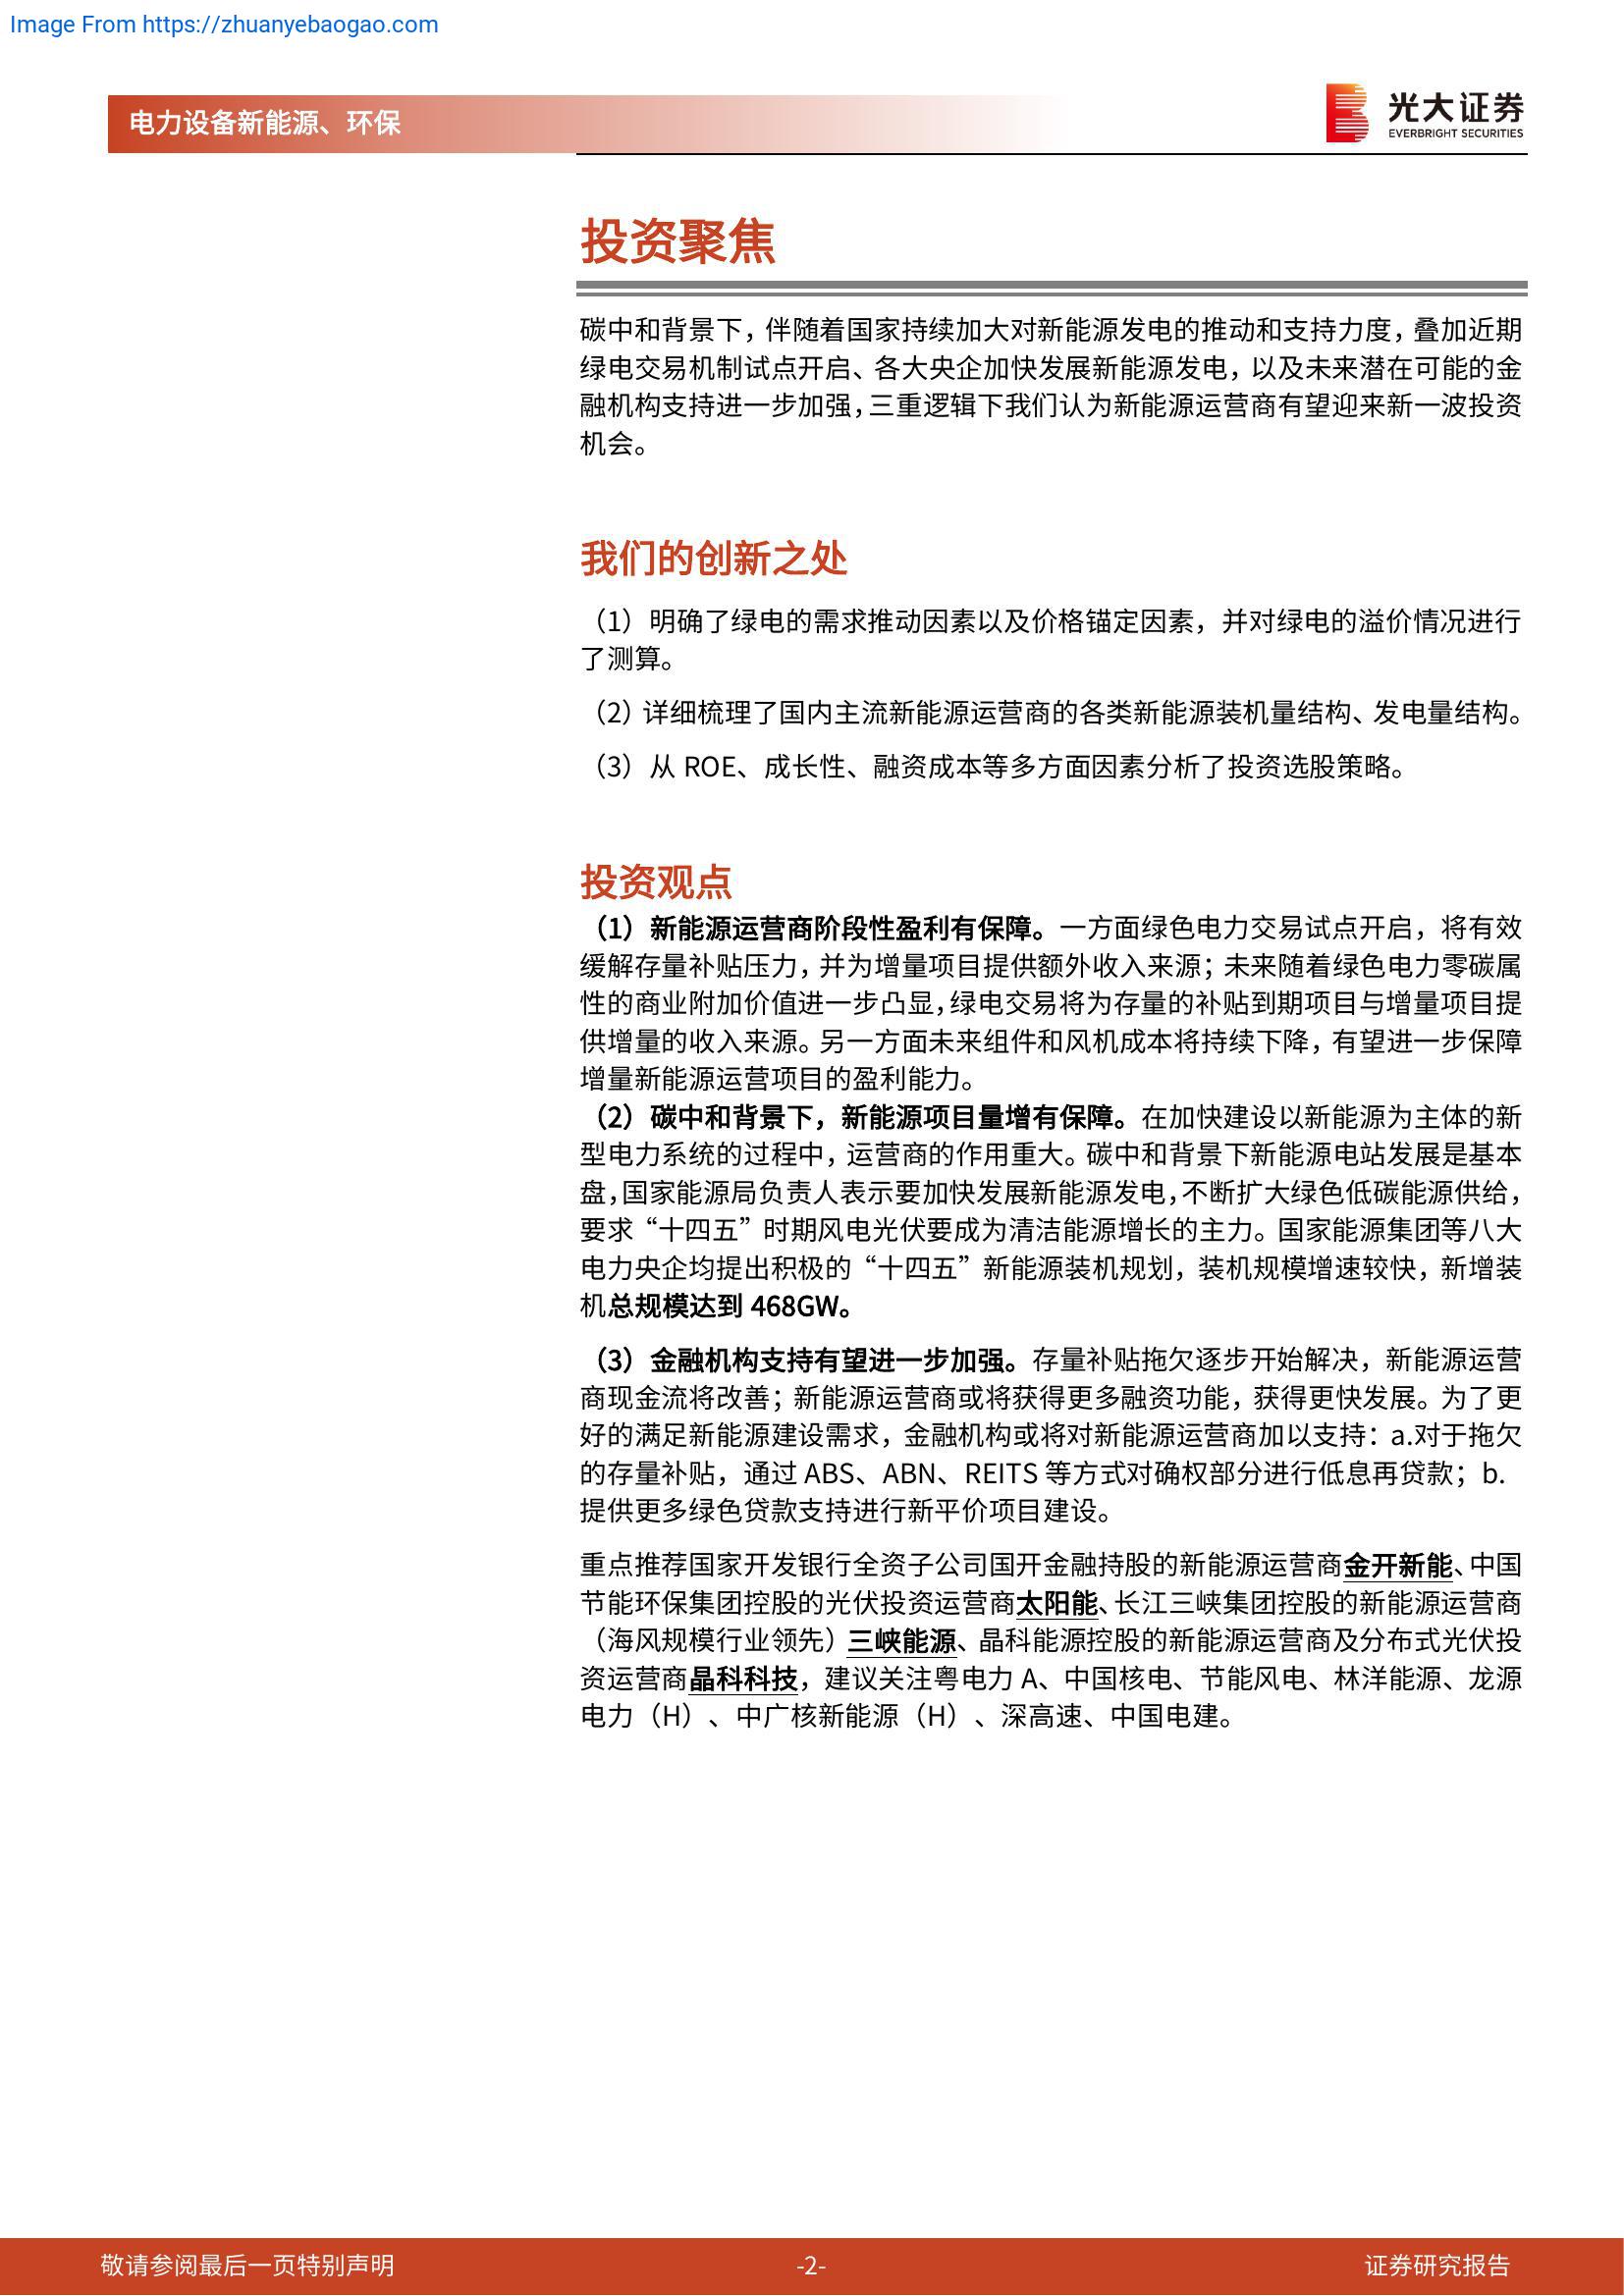 Image From https://zhuanyebaogao.com
电力设备新能源、环保
光大证券
EVERBRIGHT SECURITIES
投资聚焦
碳中和背景下，伴随着国家持续加大对新能源发电的推动和支持力度，叠加近期
绿电交易机制试点开启、各大央企加快发展新能源发电，以及未来潜在可能的金
融机构支持进一步加强，三重逻辑下我们认为新能源运营商有望迎来新一波投资
机会。
我们的创新之处
（1）明确了绿电的需求推动因素以及价格锚定因素，并对绿电的溢价情况进行
了测算。
（2）详细梳理了国内主流新能源运营商的各类新能源装机量结构、发电量结构。
（3）从 ROE、成长性、融资成本等多方面因素分析了投资选股策略。
投资观点
（1）新能源运营商阶段性盈利有保障。一方面绿色电力交易试点开启，将有效
缓解存量补贴压力，并为增量项目提供额外收入来源；未来随着绿色电力零碳属
性的商业附加价值进一步凸显，绿电交易将为存量的补贴到期项目与增量项目提
供增量的收入来源。另一方面未来组件和风机成本将持续下降，有望进一步保障
增量新能源运营项目的盈利能力。
（2）碳中和背景下，新能源项目量增有保障。在加快建设以新能源为主体的新
型电力系统的过程中，运营商的作用重大。碳中和背景下新能源电站发展是基本
盘，国家能源局负责人表示要加快发展新能源发电，不断扩大绿色低碳能源供给，
要求“十四五”时期风电光伏要成为清洁能源增长的主力。国家能源集团等八大
电力央企均提出积极的“十四五”新能源装机规划，装机规模增速较快，新增装
机总规模达到 468GW。
（3）金融机构支持有望进一步加强。存量补贴拖欠逐步开始解决，新能源运营
商现金流将改善；新能源运营商或将获得更多融资功能，获得更快发展。为了更
好的满足新能源建设需求，金融机构或将对新能源运营商加以支持：a.对于拖欠
的存量补贴，通过 ABS、ABN、REITS 等方式对确权部分进行低息再贷款；b.
提供更多绿色贷款支持进行新平价项目建设。
重点推荐国家开发银行全资子公司国开金融持股的新能源运营商金开新能、中国
节能环保集团控股的光伏投资运营商太阳能、长江三峡集团控股的新能源运营商
（海风规模行业领先）三峡能源、晶科能源控股的新能源运营商及分布式光伏投
资运营商晶科科技，建议关注粤电力 A、中国核电、节能风电、林洋能源、龙源
电力（H）、中广核新能源（H）、深高速、中国电建。
敬请参阅最后一页特别声明
-2-
证券研究报告